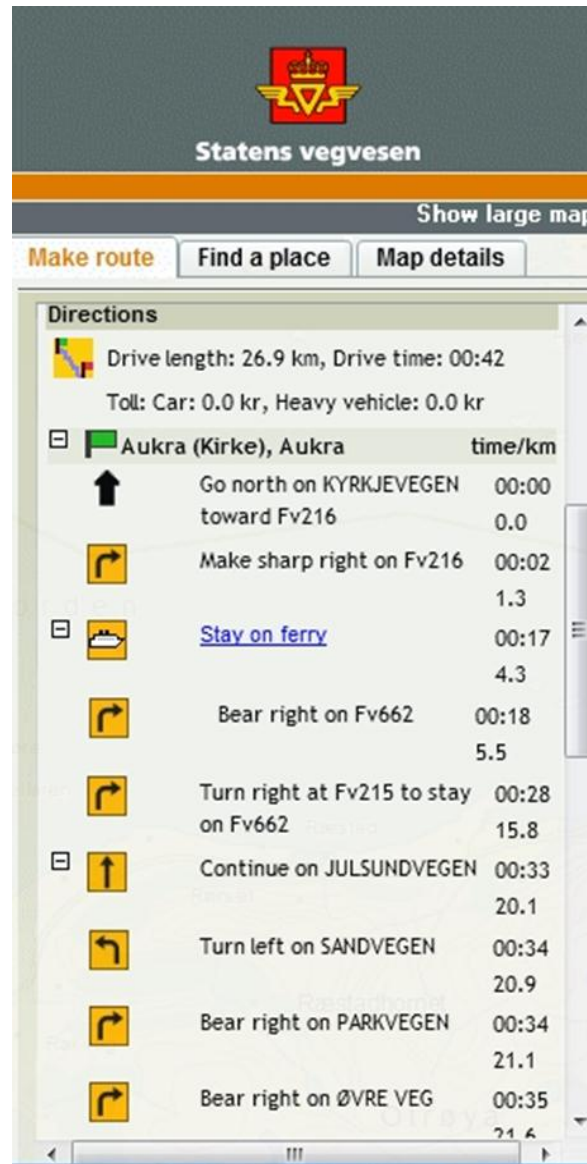 Statens vegvesen
Show large map
Make route Find a place Map details
Directions
Drive length: 26.9 km, Drive time: 00:42
Toll: Car: 0.0 kr, Heavy vehicle: 0.0 kr
Aukra (Kirke), Aukra time/km
Go north on KYRKJEVEGEN 00:00
toward Fv216 0.0
Make sharp right on Fv216 00:02
1.3
Stay on ferry 00:17
4.3
Bear right on Fv662 00:18
5.5
Turn right at Fv215 to stay 00:28
on Fv662 15.8
Continue on JULSUNDVEGEN 00:33
20.1
Turn left on SANDVEGEN 00:34
20.9
Bear right on PARKVEGEN 00:34
21.1
Bear right on ØVRE VEG 00:35
21.6